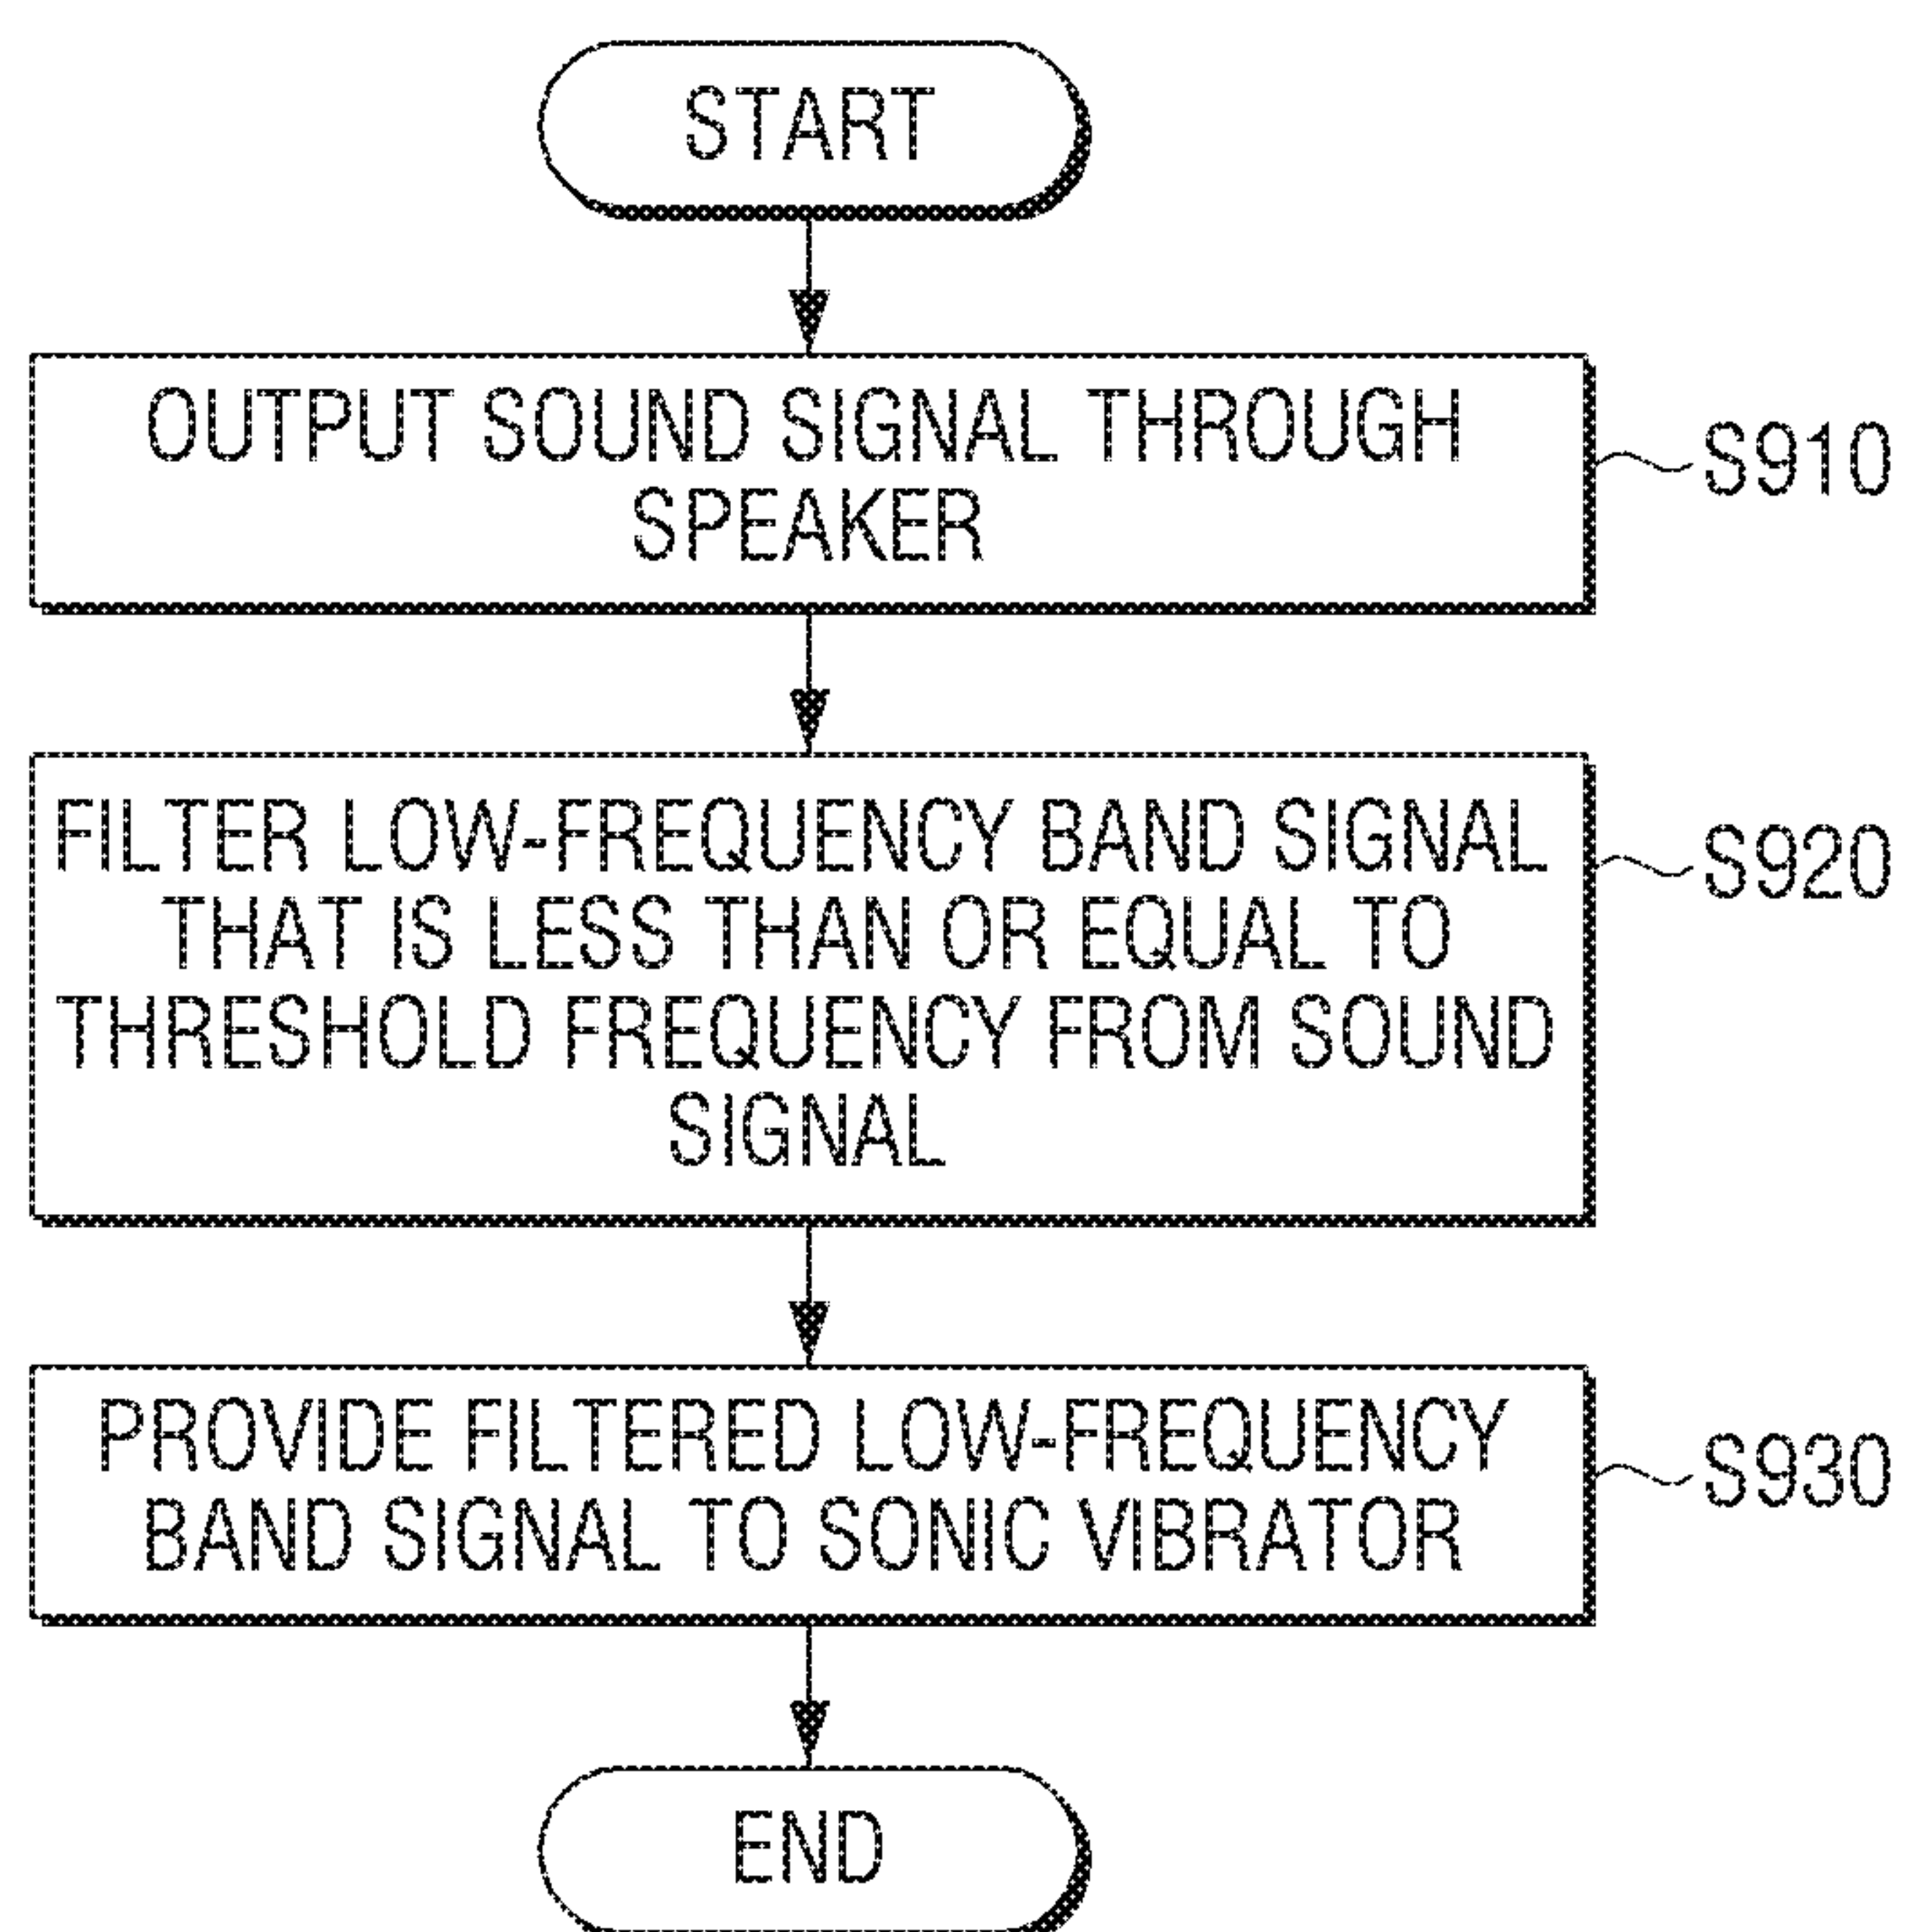 START
OUTPUT SOUND SIGNAL THROUGH
SPEAKER
S910
FILTER LOW-FREQUENCY BAND SIGNAL
THAT IS LESS THAN OR EQUAL TO
THRESHOLD FREQUENCY FROM SOUND
SIGNAL
S920
PROVIDE FILTERED LOW-FREQUENCY
BAND SIGNAL TO SONIC VIBRATOR
S930
END